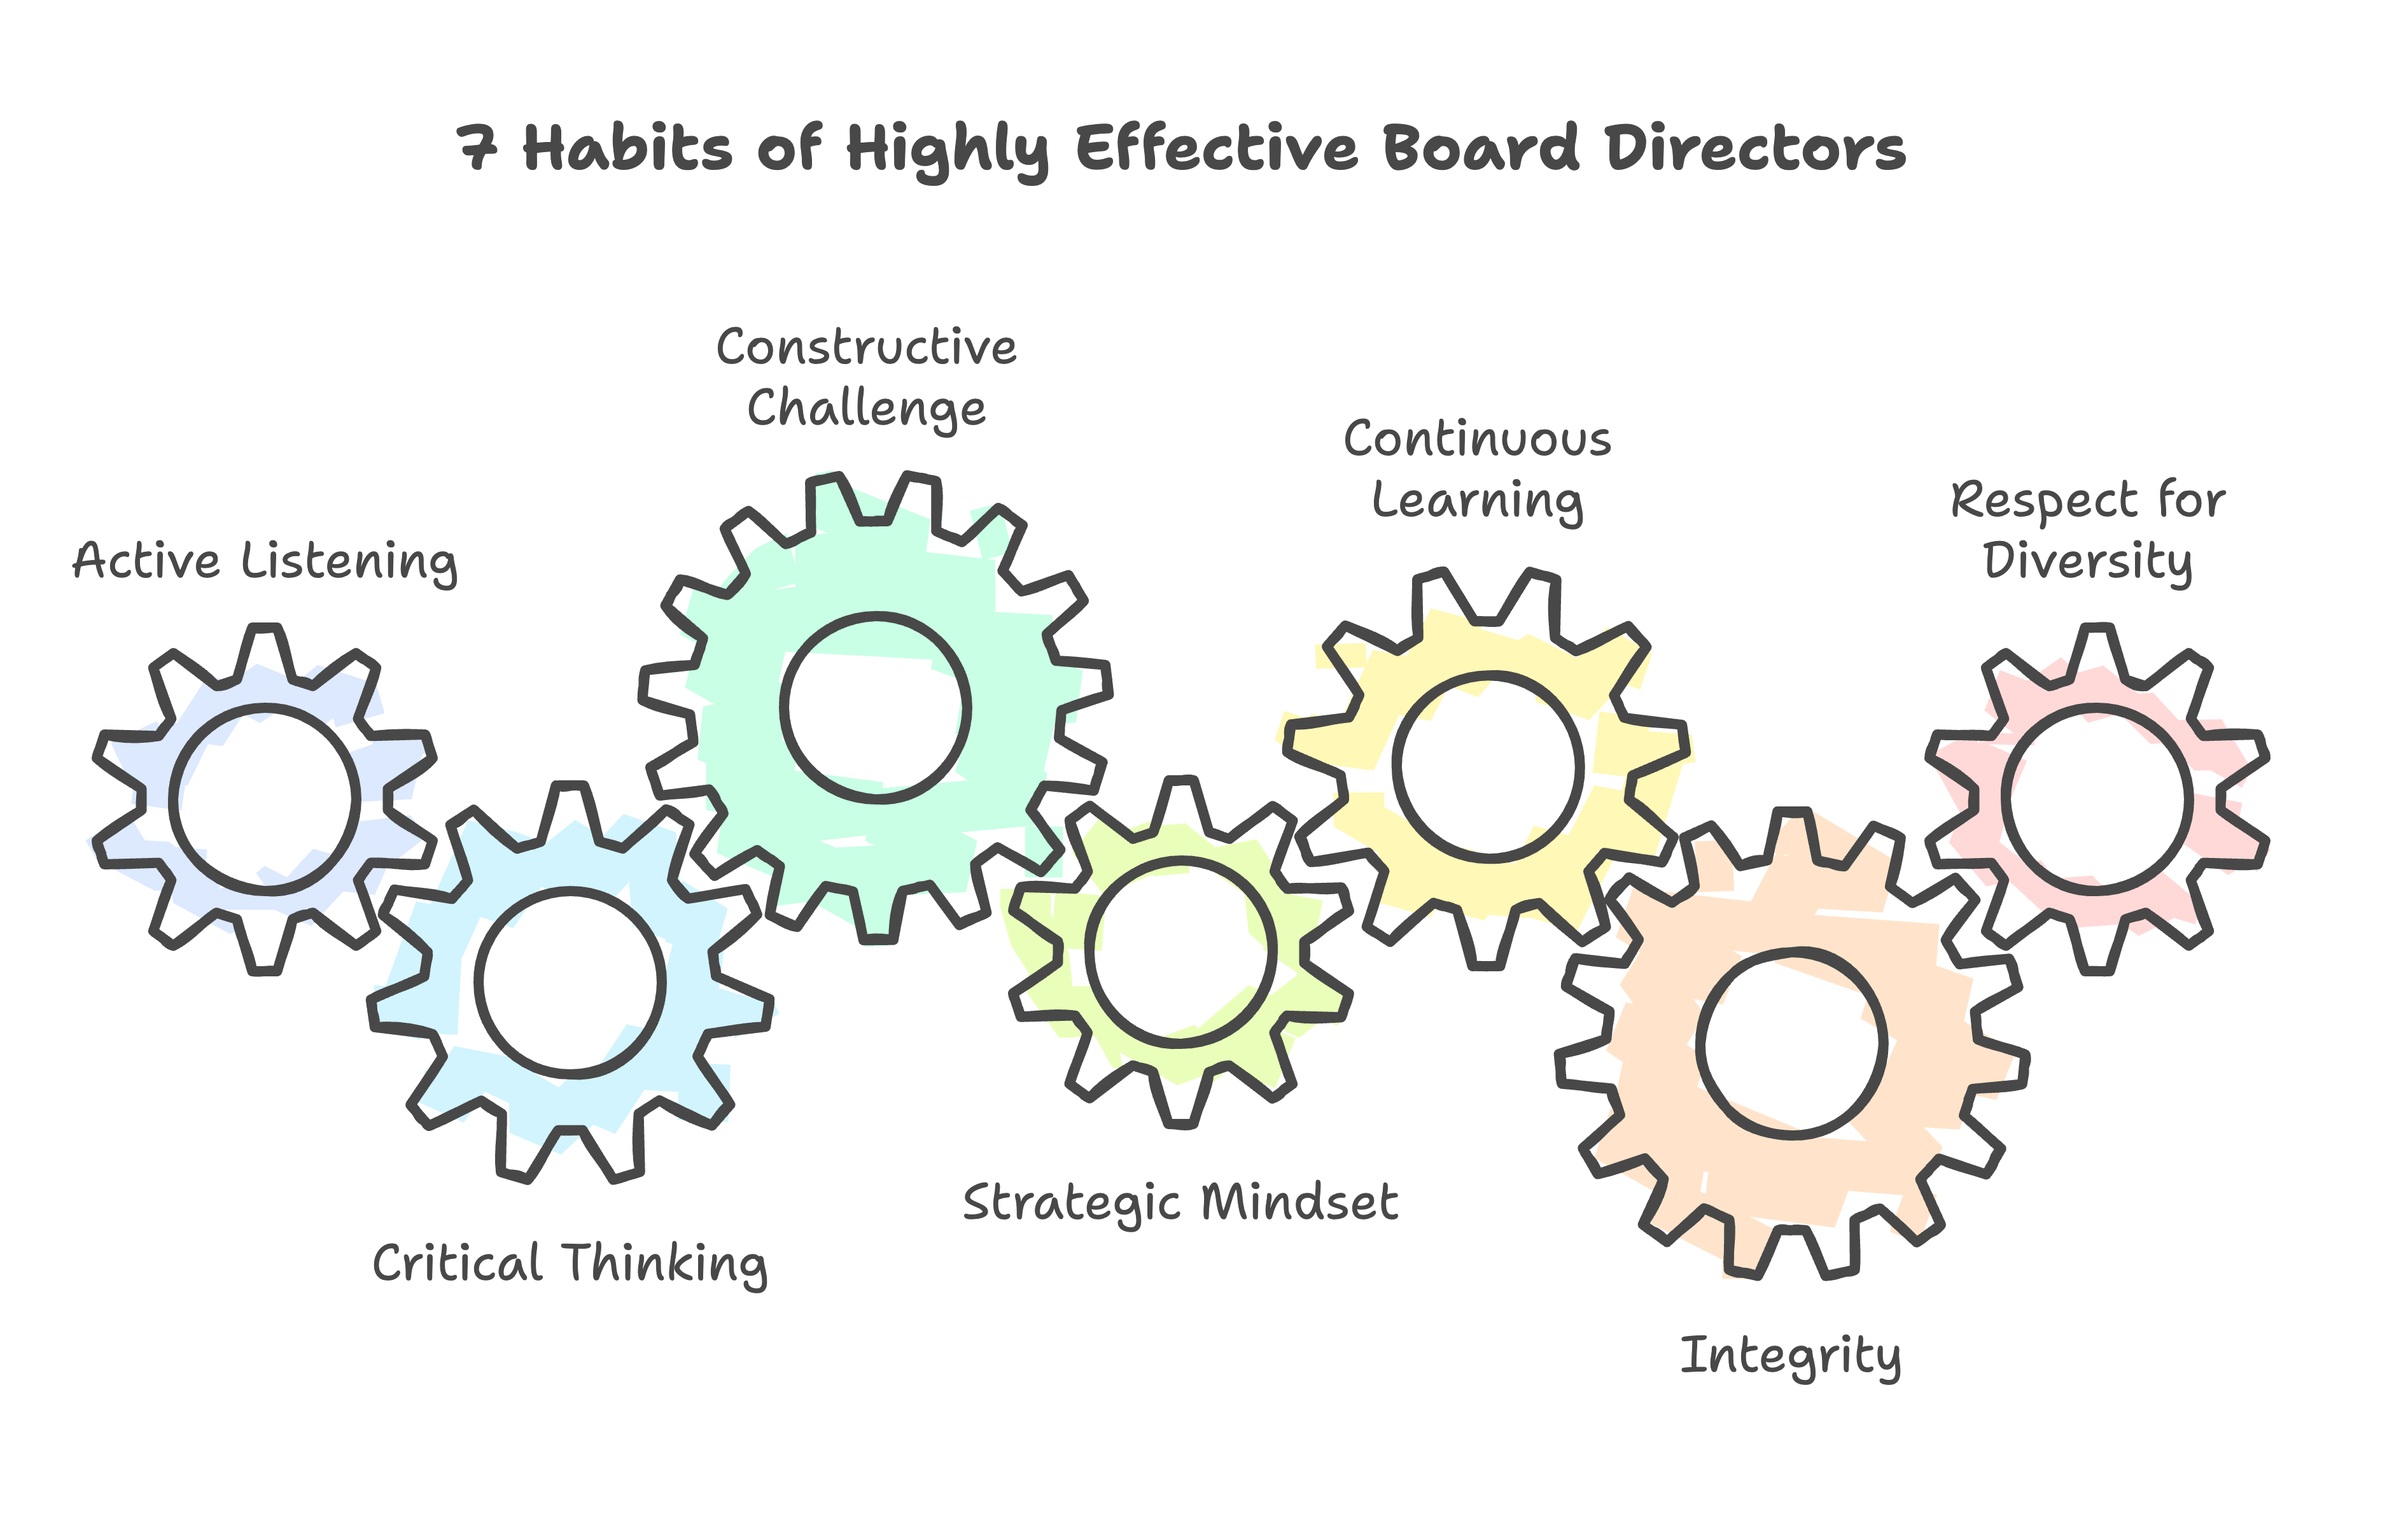 7 Habits of Highly Effective Board Directors
Active Listening
Critical Thinking
Constructive
Challenge
Strategic Mindset
Continuous
Learning
Integrity
Respect for
Diversity